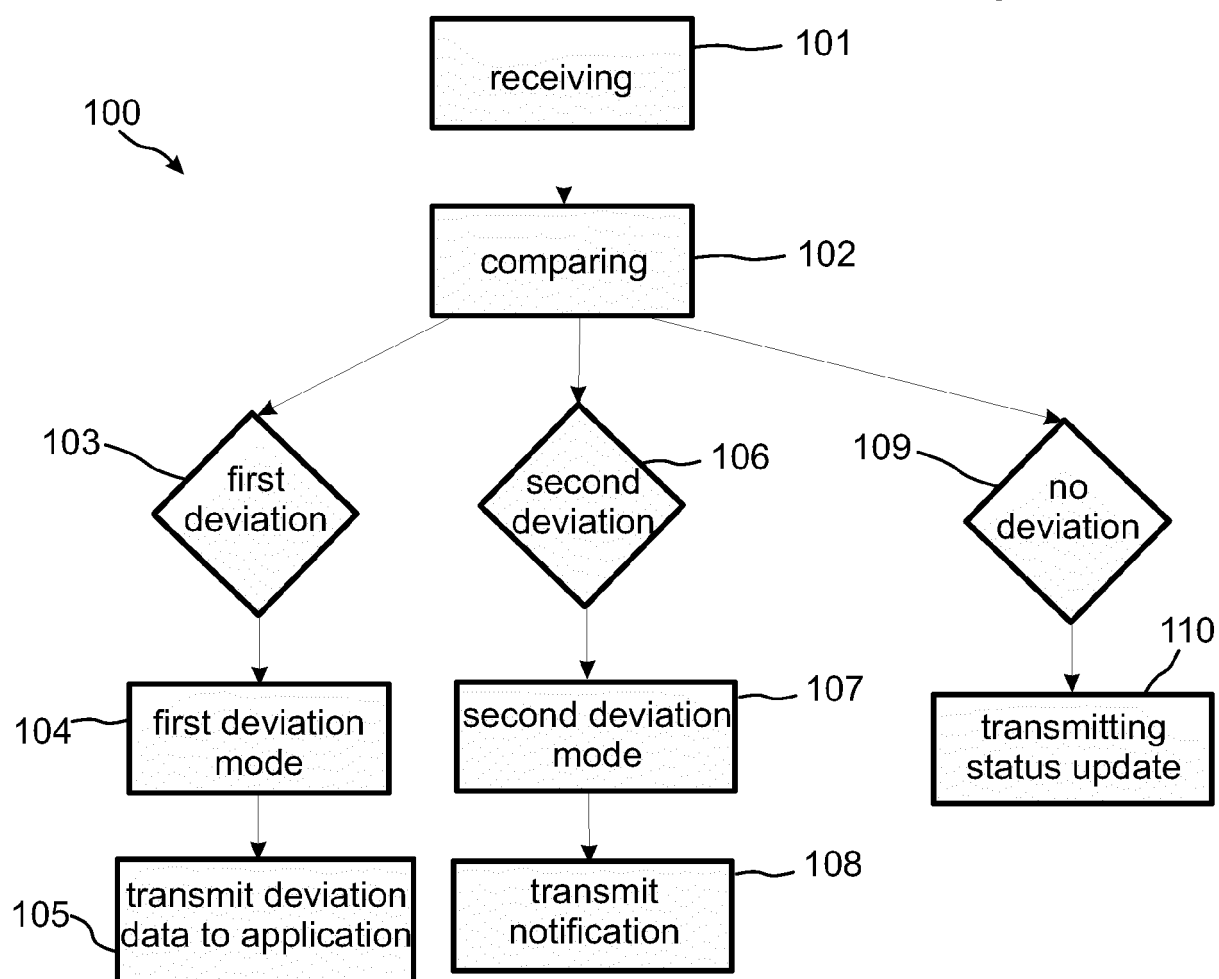 101
receiving
100
102
comparing
103
first
deviation
106
second
deviation
109
no
deviation
110
104
first deviation
mode
107
second deviation
mode
transmitting
status update
105
transmit deviation
data to application
108
transmit
notification